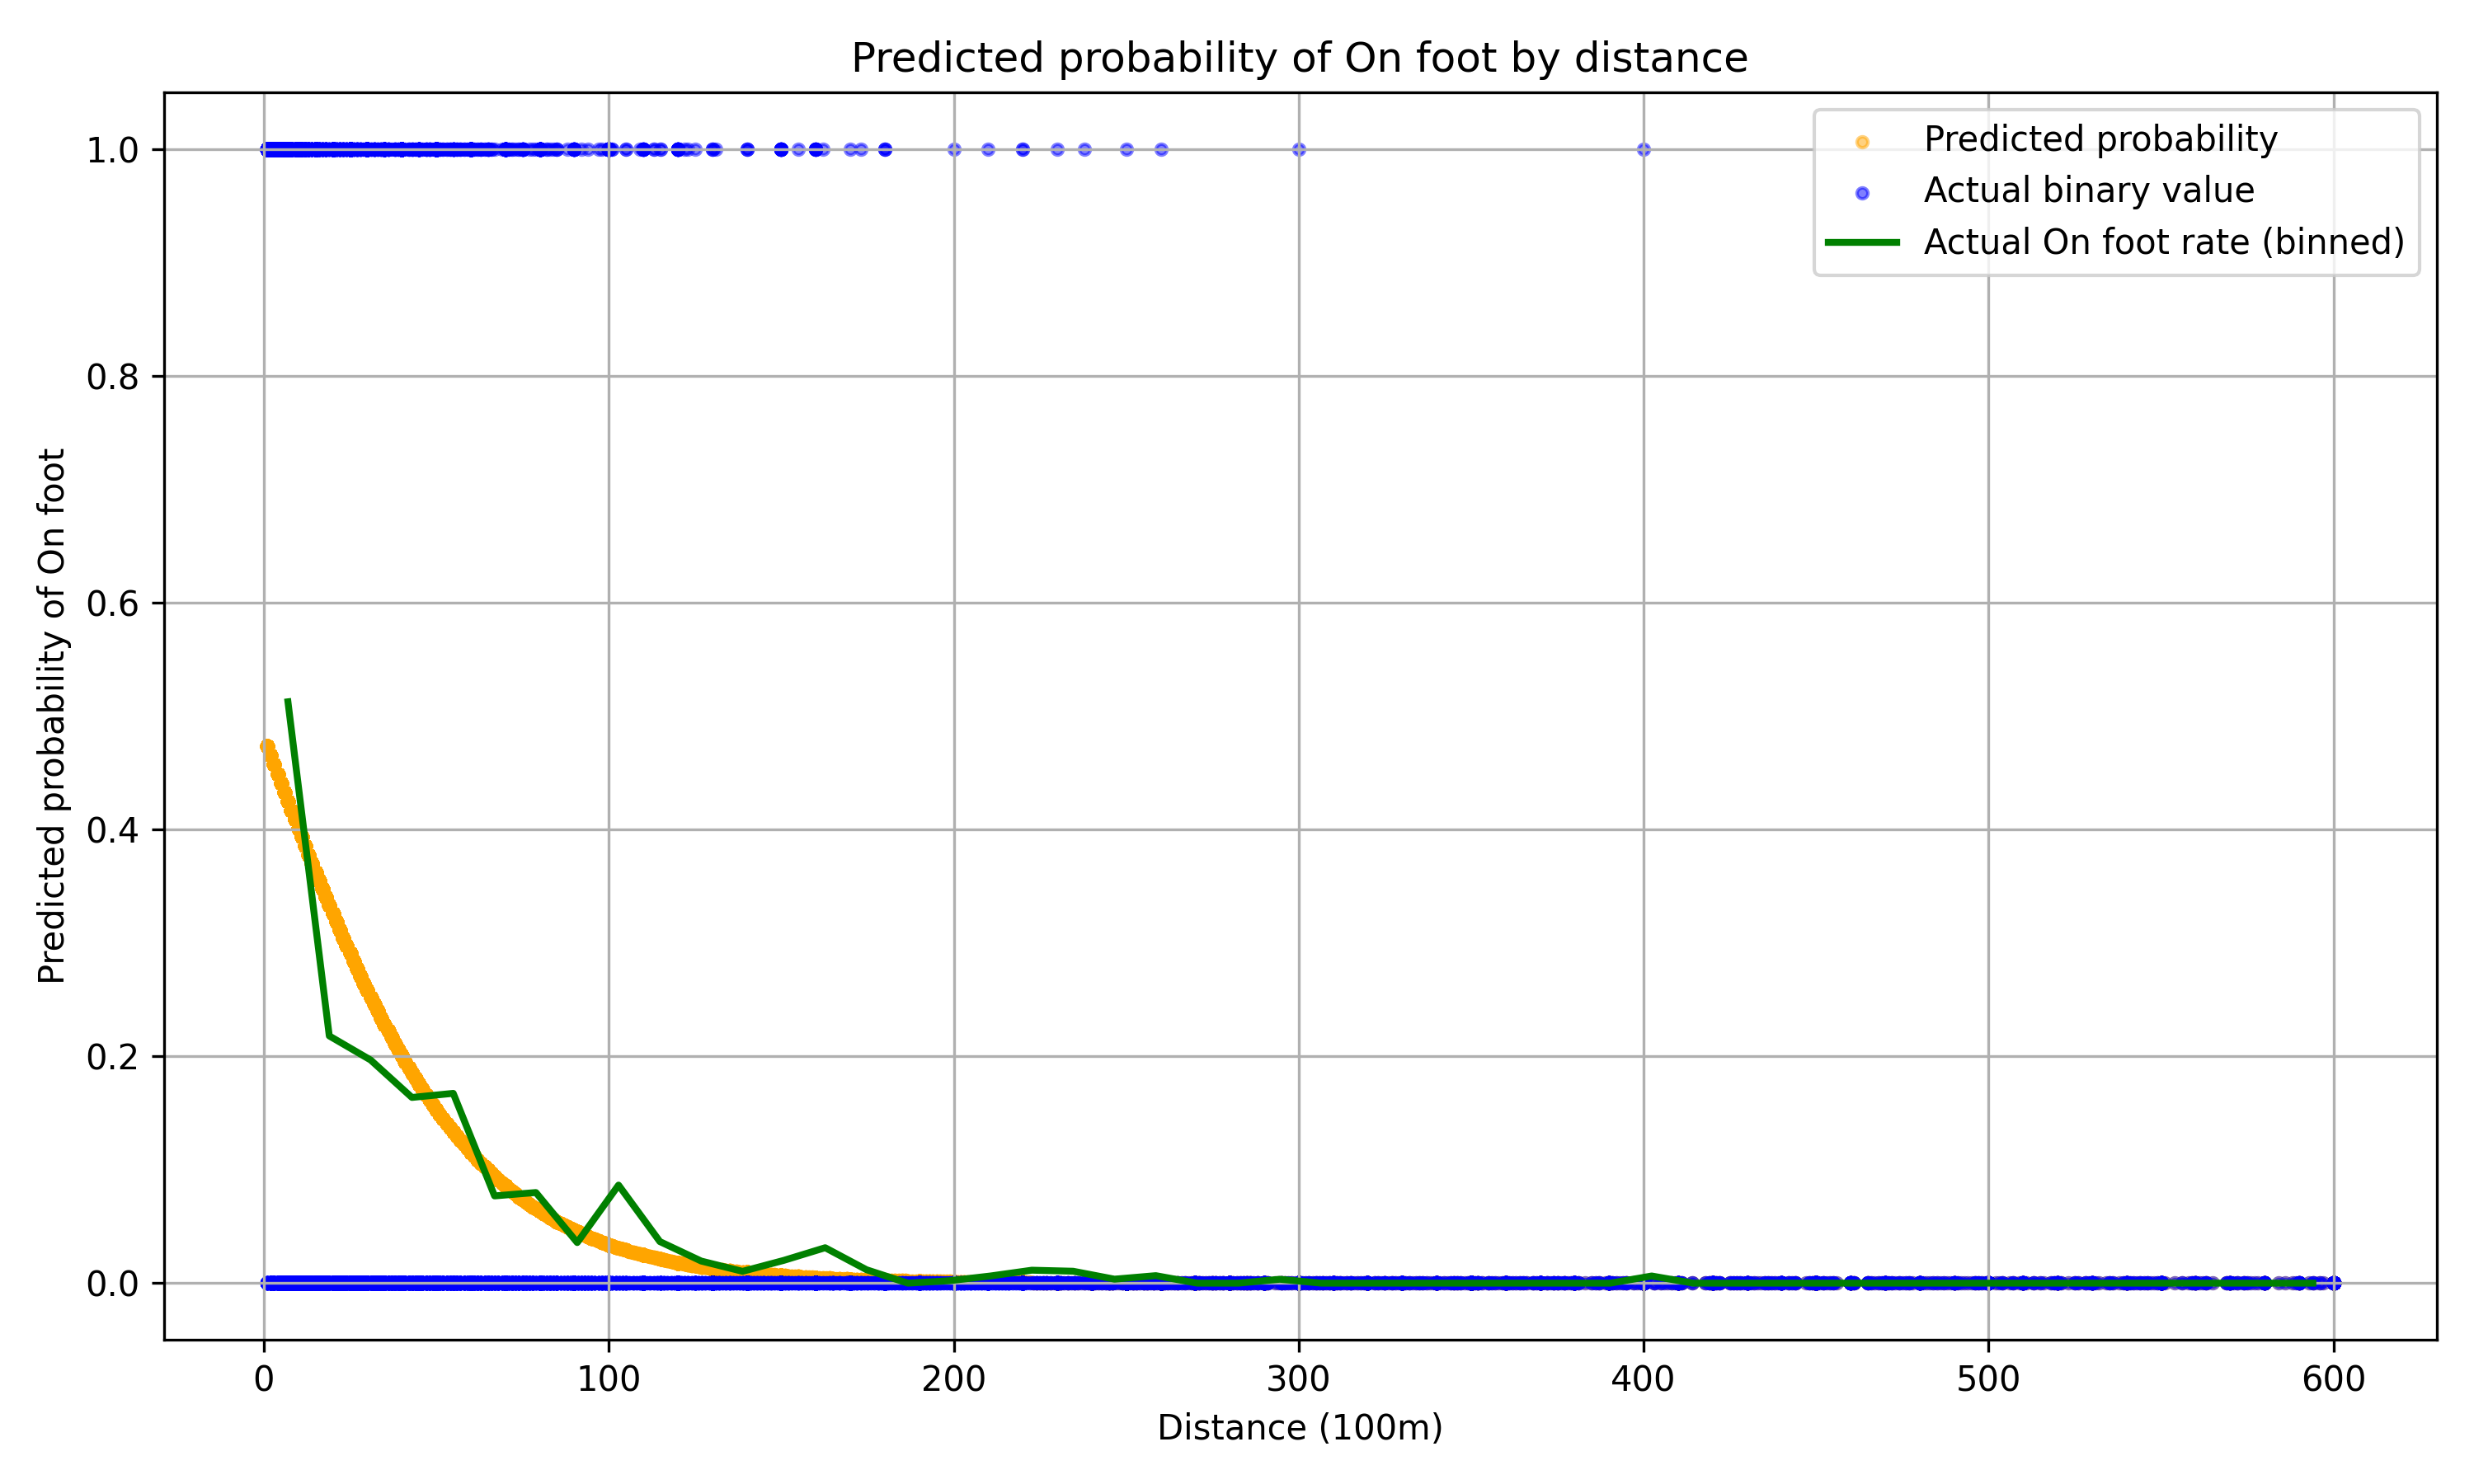 Predicted probability of On foot by distance
Predicted probability
Actual binary value
Actual On foot rate (binned)
Predicted probability of On foot
1.0
0.8
0.6
0.4
0.2
0.0
0 100 200 300 400 500 600
Distance (100m)